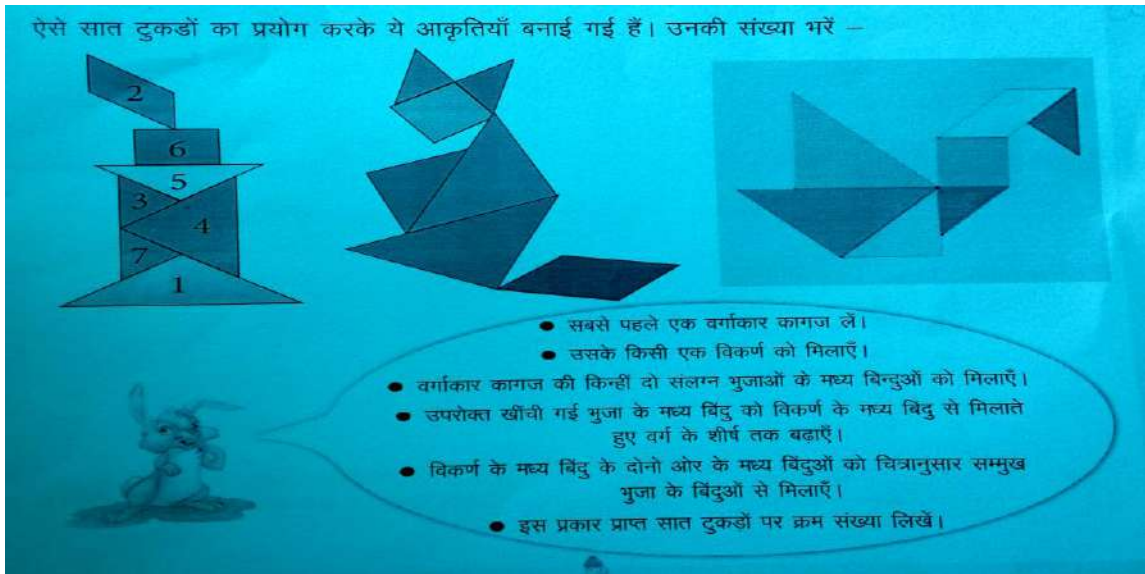 ऐसे सात टुकडों का प्रयोग करके ये आकृतियाँ बनाई गई हैं। उनकी संख्या भरें –
2
6
5
3
4
7
1
● सबसे पहले एक वर्गाकार कागज लें।
● उसके किसी एक विकर्ण को मिलाएँ।
● वर्गाकार कागज की किन्हीं दो संलग्न भुजाओं के मध्य बिन्दुओं को मिलाएँ।
● उपरोक्त खींची गई भुजा के मध्य बिंदु को विकर्ण के मध्य बिंदु से मिलाते
हुए वर्ग के शीर्ष तक बढ़ाएँ।
● विकर्ण के मध्य बिंदु के दोनो ओर के मध्य बिंदुओं को चित्रानुसार सम्मुख
भुजा के बिंदुओं से मिलाएँ।
● इस प्रकार प्राप्त सात टुकड़ों पर क्रम संख्या लिखें।